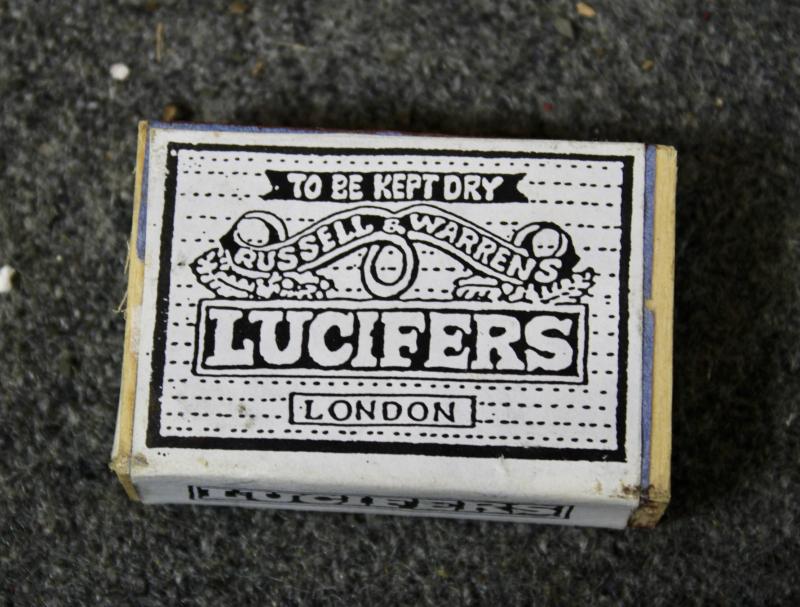 TO BE KEPT DRY
RUSSELL & WARRENS
LUCIFERS
LONDON
LUCIFERS